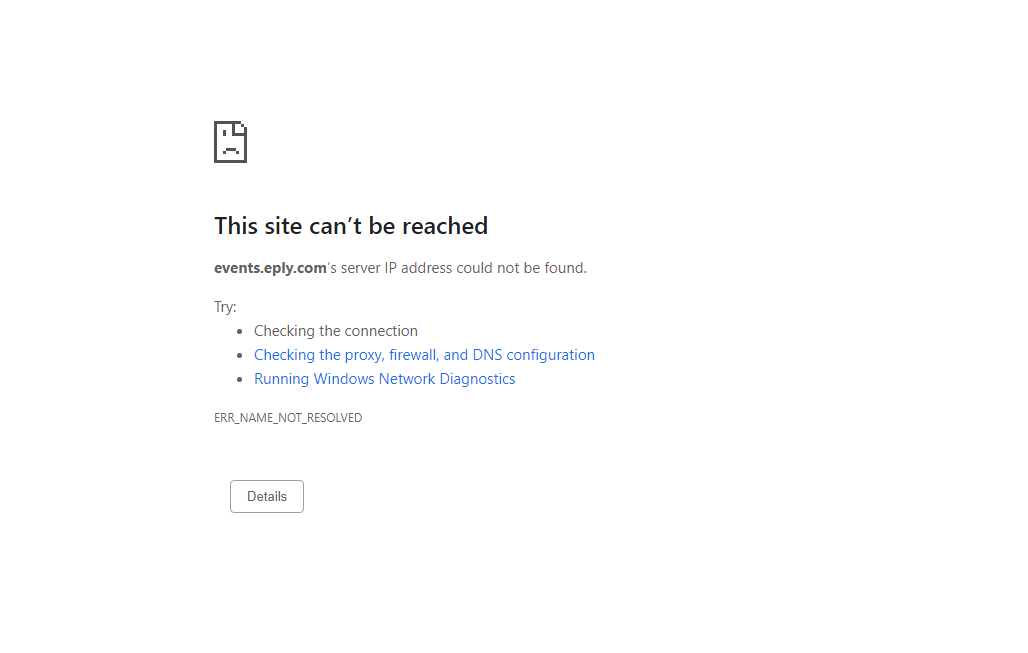 This site can’t be reached
events.eply.com’s server IP address could not be found.
Try:
Checking the connection
Checking the proxy, firewall, and DNS configuration
Running Windows Network Diagnostics
ERR_NAME_NOT_RESOLVED
Details